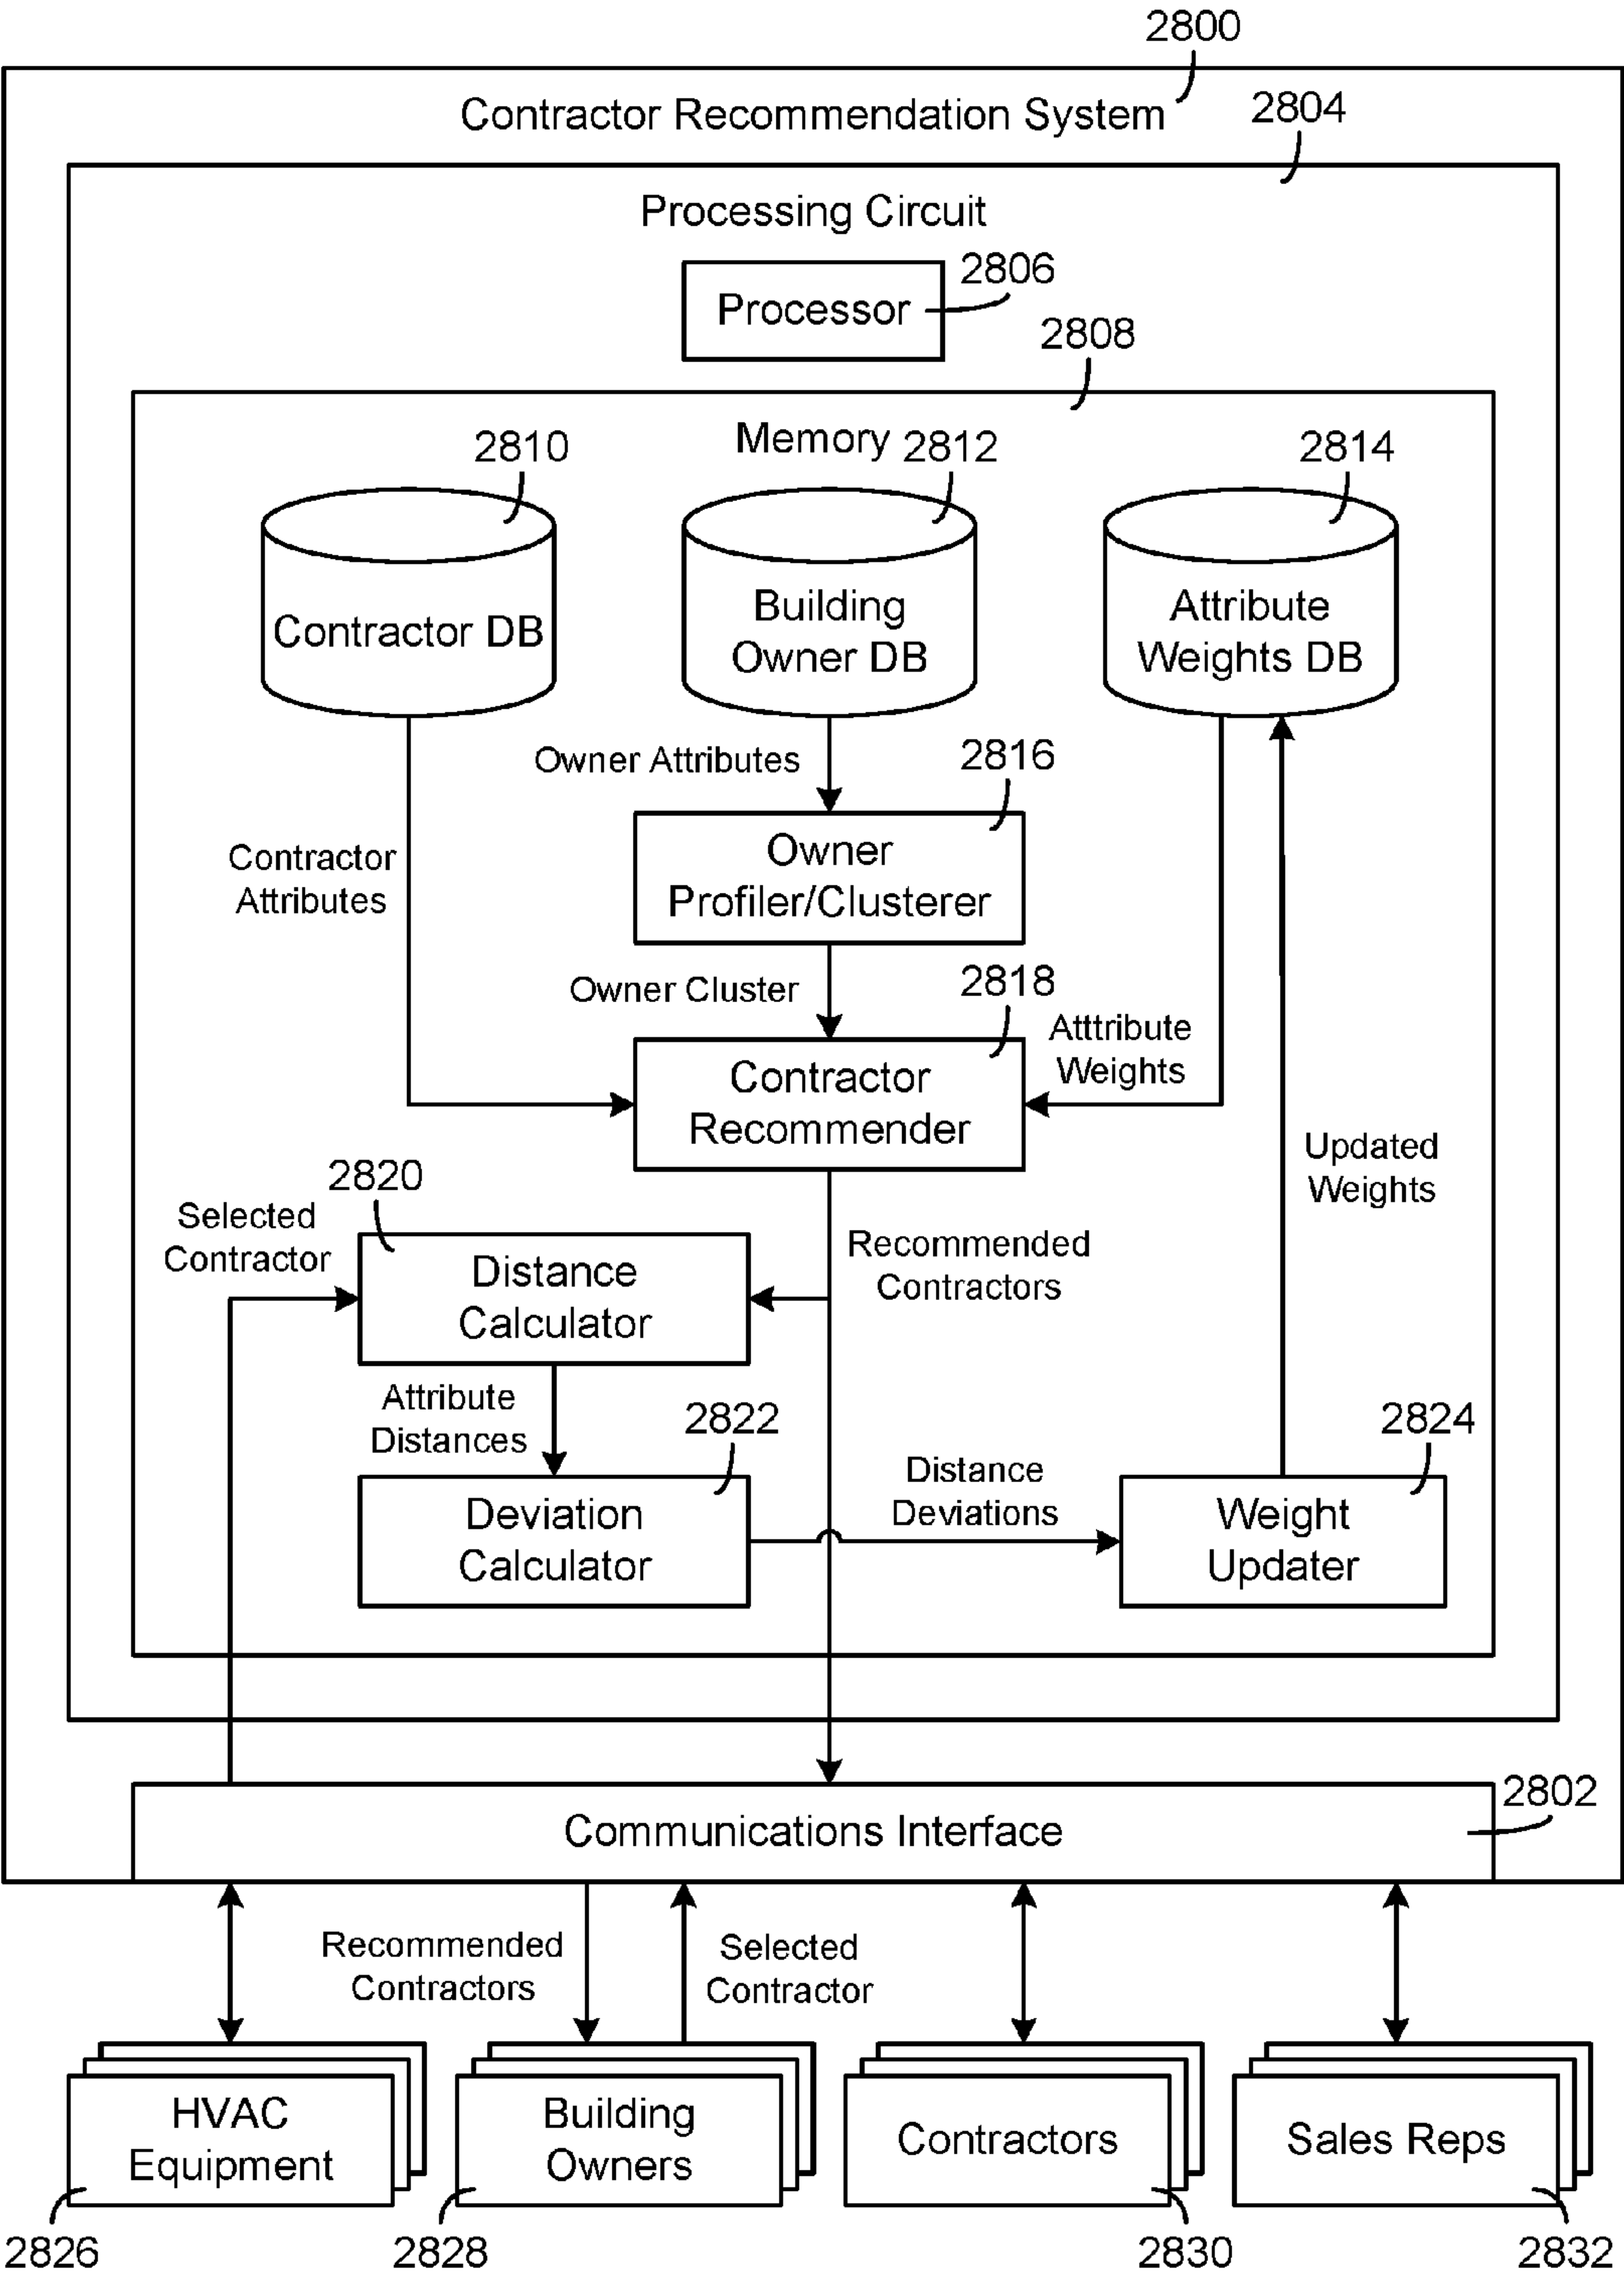 2800
Contractor Recommendation System
2804
Processing Circuit
2806
Processor
2808
Memory
2810
2812
2814
Contractor DB
Building
Owner DB
Attribute
Weights DB
Owner Attributes
2816
Contractor
Attributes
Owner
Profiler/Clusterer
Owner Cluster
2818
Atttribute
Weights
Contractor
Recommender
Updated
Weights
2820
Selected
Contractor
Distance
Calculator
Recommended
Contractors
Attribute
Distances
2822
2824
Distance
Deviations
Deviation
Calculator
Weight
Updater
2802
Communications Interface
Recommended
Contractors
Selected
Contractor
HVAC
Equipment
Building
Owners
Contractors
Sales Reps
2826
2828
2830
2832